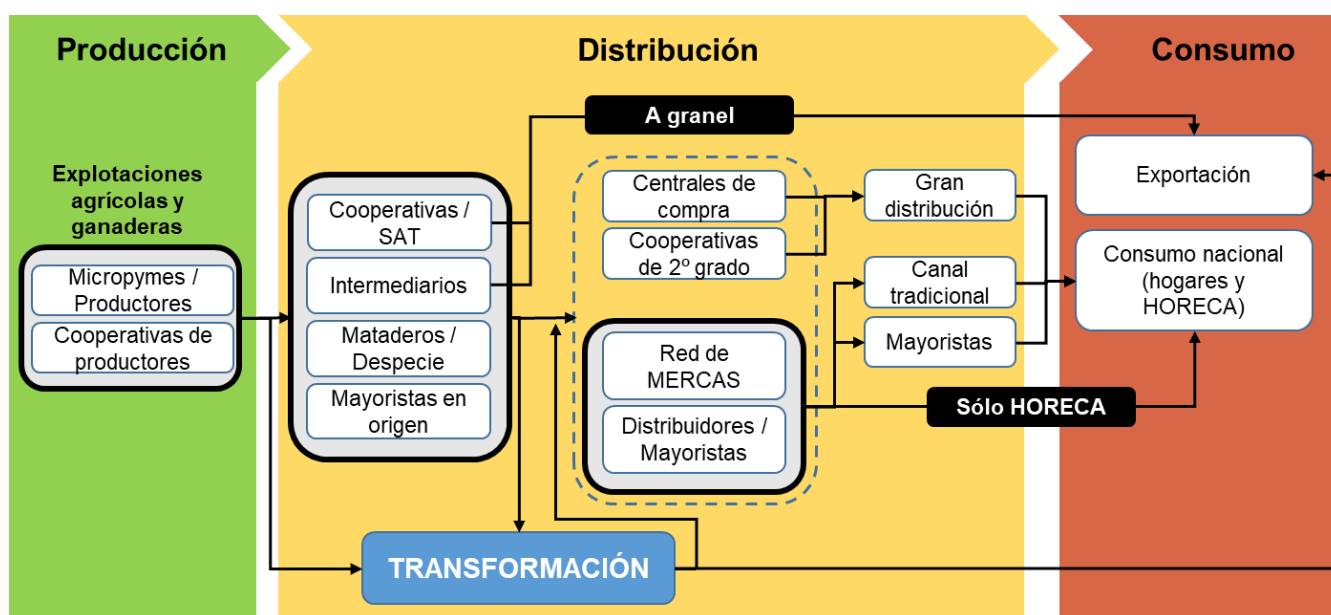 Producción
Distribución
Consumo
Explotaciones
agrícolas y
ganaderas
Micropymes /
Productores
Cooperativas de
productores
Cooperativas /
SAT
Intermediarios
Mataderos /
Despecie
Mayoristas en
origen
A granel
Centrales de
compra
Cooperativas
de 2º grado
Red de
MERCAS
Distribuidores /
Mayoristas
Gran
distribución
Canal
tradicional
Mayoristas
Sólo HORECA
Exportación
Consumo nacional
(hogares y
HORECA)
TRANSFORMACIÓN